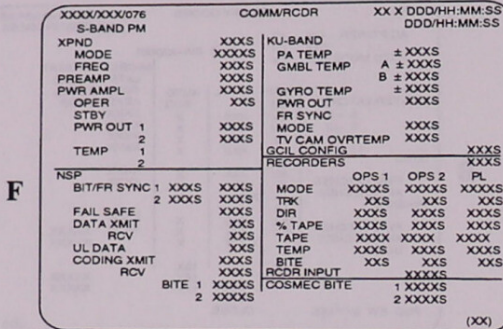 XXXX/XXX/076 COMM/RCDR XX X DDD/HH:MM:SS
DDD/HH:MM:SS
S-BAND PM
XPND XXXS
MODE XXXXS
FREQ XXXS
PREAMP XXXS
PWR AMPL XXXS
OPER XXS
STBY
PWR OUT 1 XXXS
2 XXXS
TEMP 1
2
NSP
BIT/FR SYNC 1 XXXS XXXS
2 XXXS XXXS
FAIL SAFE XXXS
DATA XMIT XXS
RCV XXS
UL DATA XXS
CODING XMIT XXXS
RCV XXXS
BITE 1 XXXXS
2 XXXXS
KU-BAND
PA TEMP ± XXXS
GMBL TEMP A ± XXXS
B ± XXXS
GYRO TEMP ± XXXS
PWR OUT XXXS
FR SYNC
MODE XXXXS
TV CAM OVRTEMP XXXS
GCIL CONFIG XXXS
RECORDERS
OPS 1 OPS 2 PL
MODE XXXXS XXXXS XXXXS
TRK XXS XXS XXS
DIR XXXS XXXS XXXS
% TAPE XXXS XXXS XXXS
TAPE XXXX XXXX XXXX
TEMP XXXS XXXS XXXS
BITE XXS XXS XXS
RCDR INPUT XXXXS
COSMEC BITE 1 XXXXS
2 XXXXS
(XX)
F